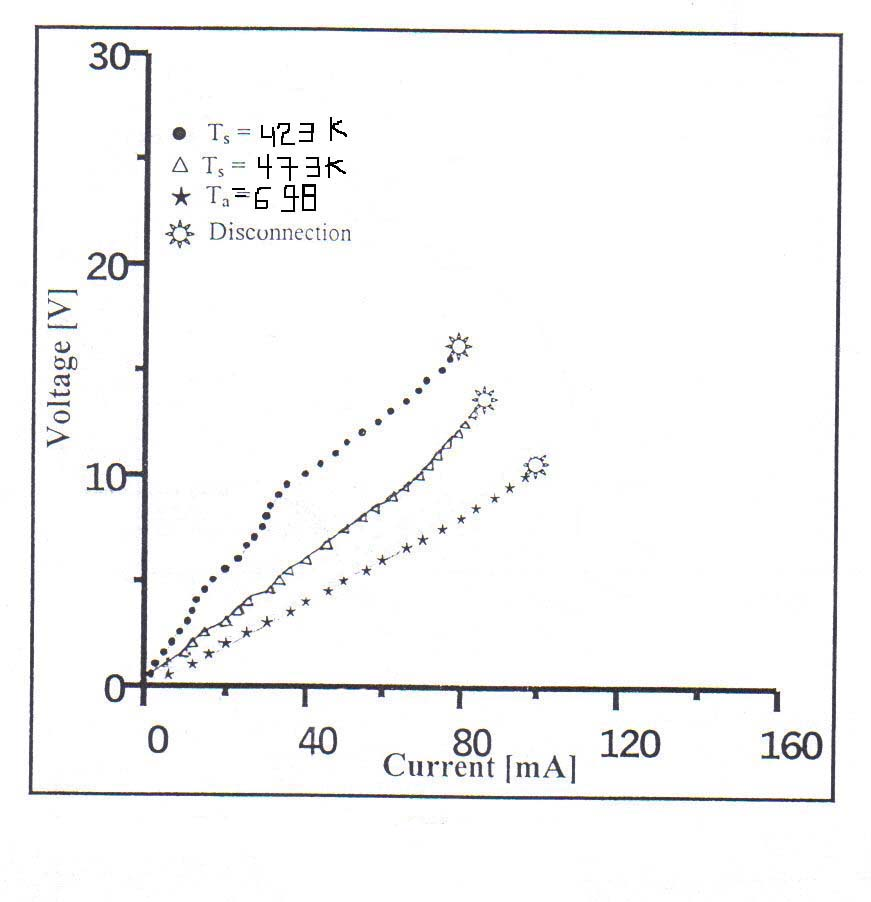 30
● Tₛ = 423 K
△ Tₛ = 473K
★ Tₐ = 698
Disconnection
20
Voltage [V]
10
0
0 40 80 120 160
Current [mA]